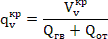 q_v^кр = V_v^кр / (Q_гв + Q_от)